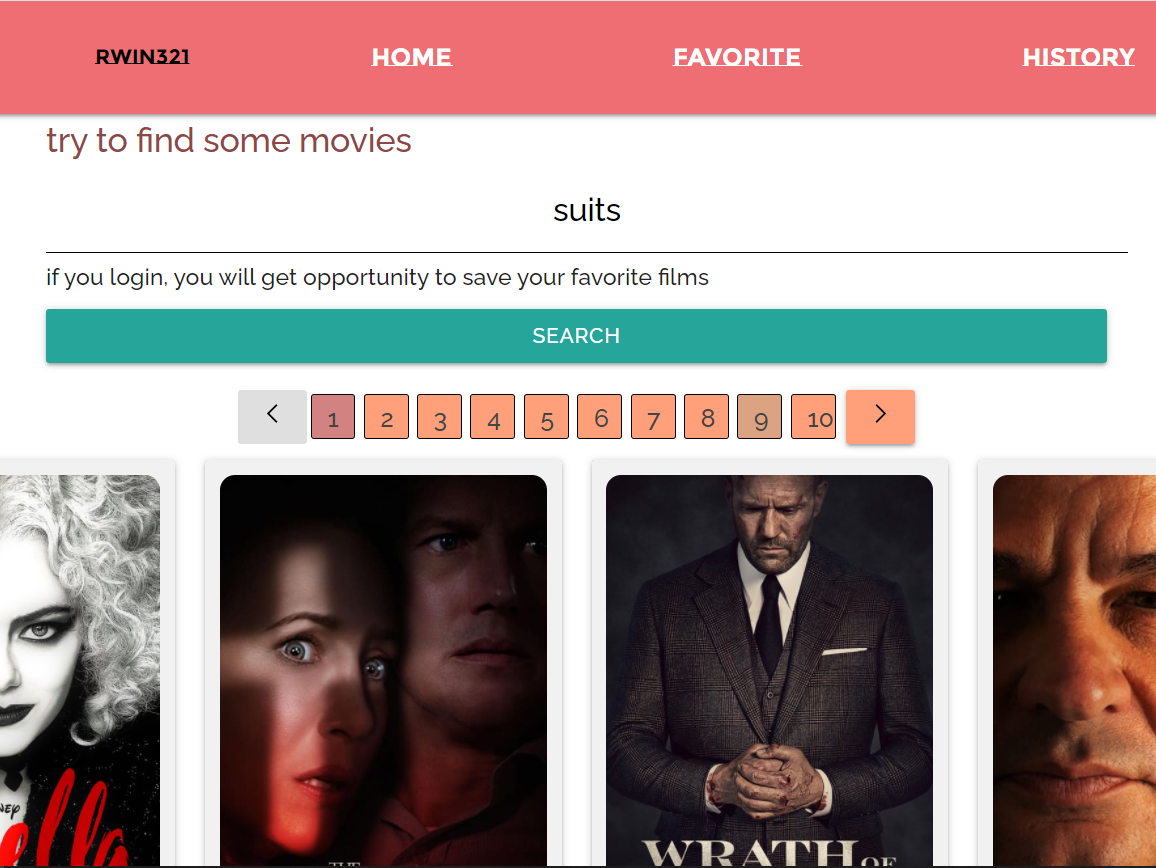 RWIN321 HOME FAVORITE HISTORY
try to find some movies
suits
if you login, you will get opportunity to save your favorite films
SEARCH
1 2 3 4 5 6 7 8 9 10
THE
WRATH OF